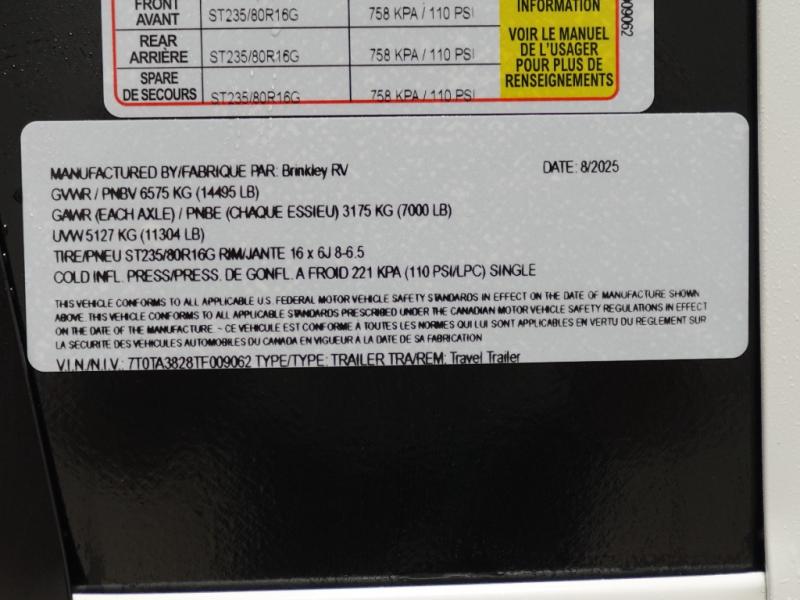 FRONT
AVANT
ST235/80R16G
758 KPA / 110 PSI
REAR
ARRIÈRE
ST235/80R16G
758 KPA / 110 PSI
SPARE
DE SECOURS
ST235/80R16G
758 KPA / 110 PSI
INFORMATION
VOIR LE MANUEL
DE L'USAGER
POUR PLUS DE
RENSEIGNEMENTS
009062
MANUFACTURED BY/FABRIQUE PAR: Brinkley RV DATE: 8/2025
GVWR / PNBV 6575 KG (14495 LB)
GAWR (EACH AXLE) / PNBE (CHAQUE ESSIEU) 3175 KG (7000 LB)
UVW 5127 KG (11304 LB)
TIRE/PNEU ST235/80R16G RIM/JANTE 16 x 6J 8-6.5
COLD INFL. PRESS/PRESS. DE GONFL. A FROID 221 KPA (110 PSI/LPC) SINGLE
THIS VEHICLE CONFORMS TO ALL APPLICABLE U.S. FEDERAL MOTOR VEHICLE SAFETY STANDARDS IN EFFECT ON THE DATE OF MANUFACTURE SHOWN
ABOVE. THIS VEHICLE CONFORMS TO ALL APPLICABLE STANDARDS PRESCRIBED UNDER THE CANADIAN MOTOR VEHICLE SAFETY REGULATIONS IN EFFECT
ON THE DATE OF THE MANUFACTURE. - CE VEHICULE EST CONFORME A TOUTES LES NORMES QUI LUI SONT APPLICABLES EN VERTU DU REGLEMENT SUR
LA SECURITE DES VEHICULES AUTOMOBILES DU CANADA EN VIGUEUR A LA DATE DE SA FABRICATION
V.I.N./N.I.V.: 7T0TA3828TF009062 TYPE/TYPE: TRAILER TRA/REM: Travel Trailer